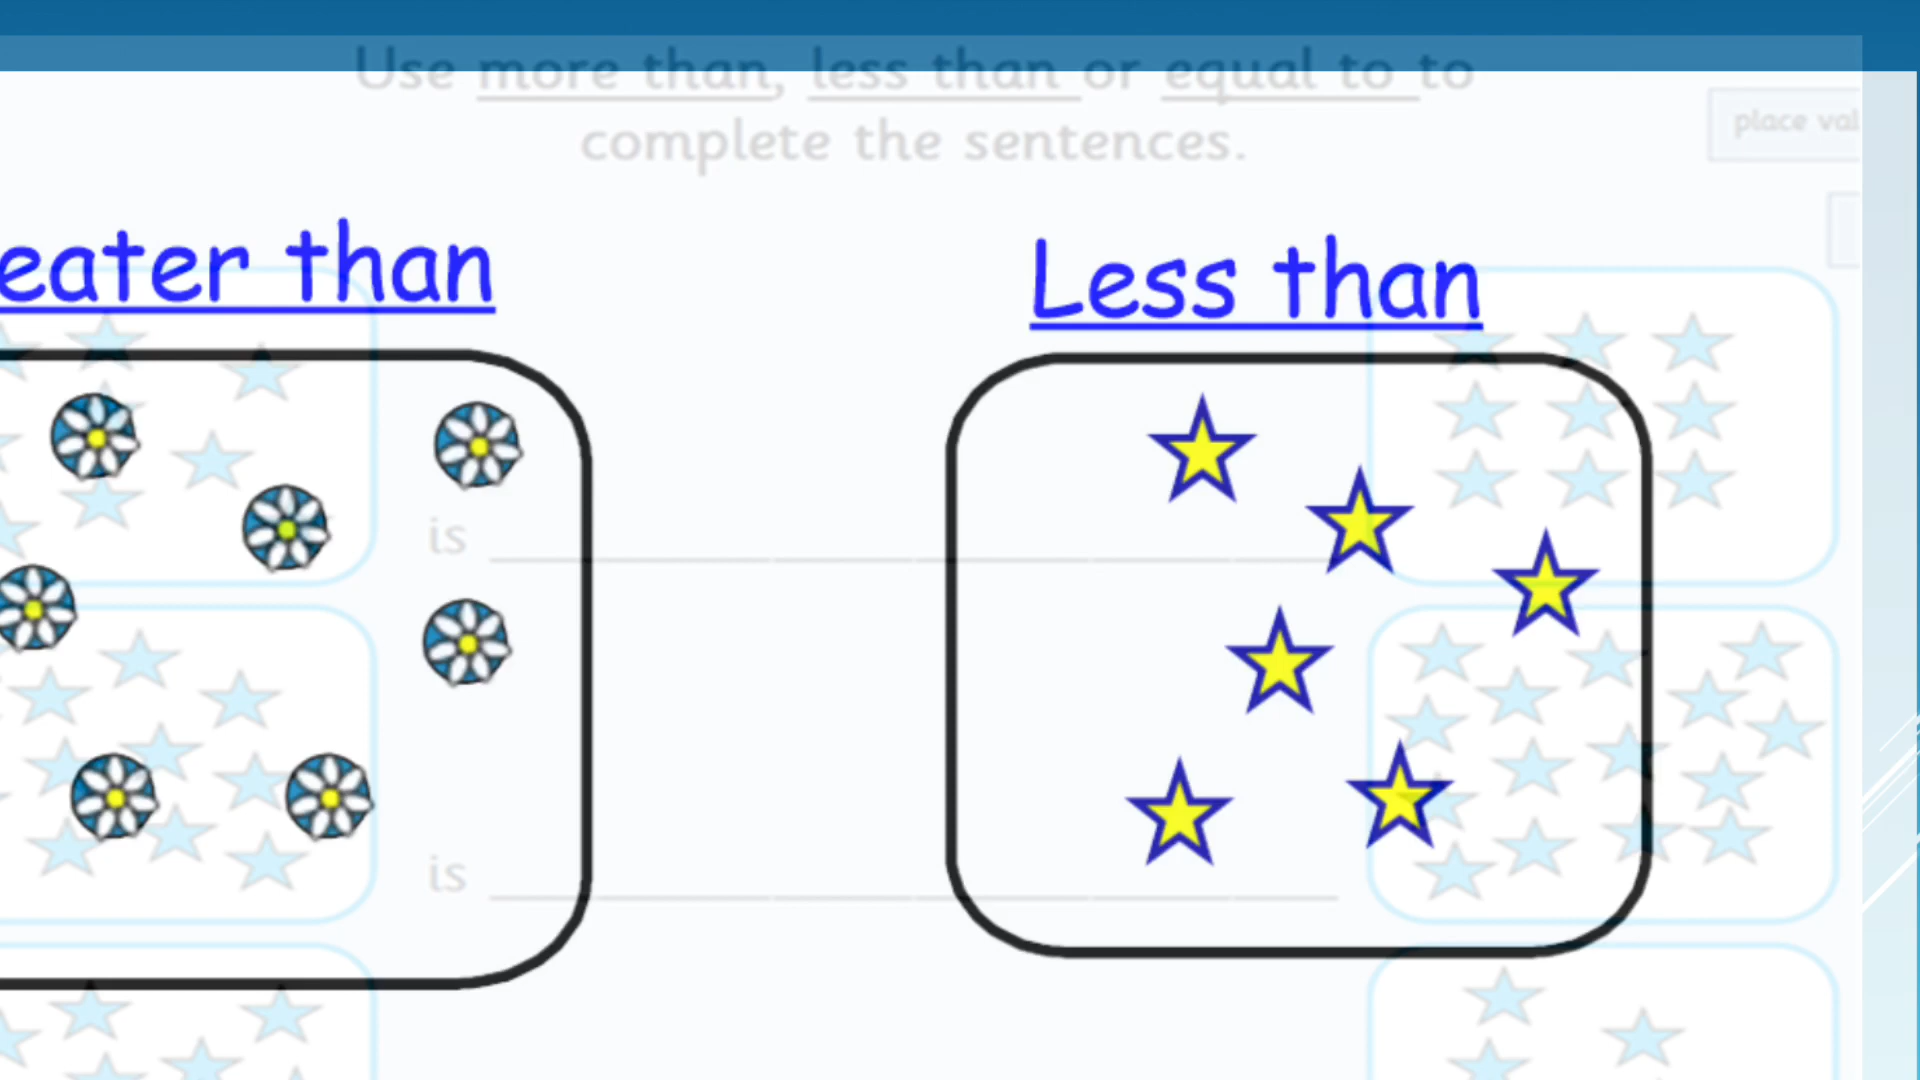 Use more than, less than or equal to to
complete the sentences.
place val
eater than
Less than
is
is